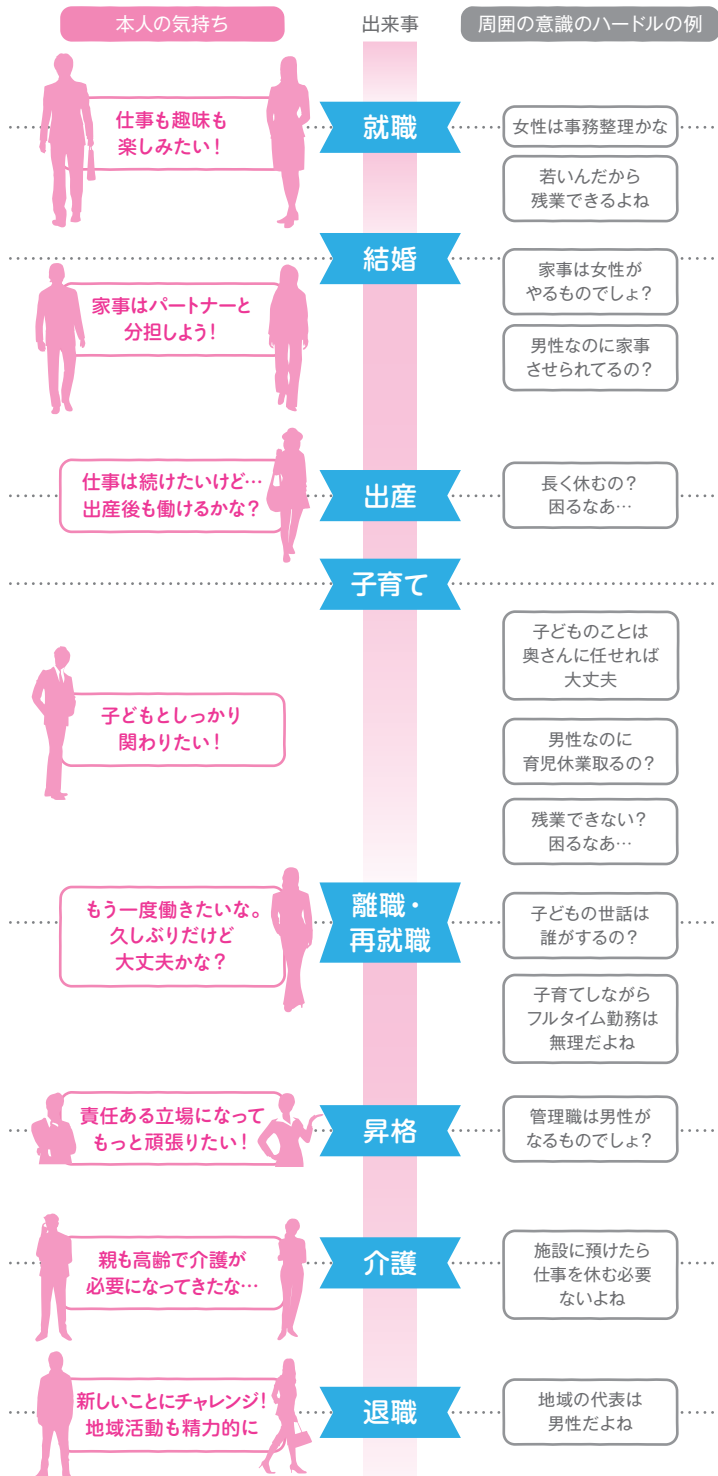 本人の気持ち
出来事
周囲の意識のハードルの例
仕事も趣味も
楽しみたい！
就職
女性は事務整理かな
若いんだから
残業できるよね
結婚
家事はパートナーと
分担しよう！
家事は女性が
やるものでしょ？
男性なのに家事
させられてるの？
仕事は続けたいけど…
出産後も働けるかな？
出産
長く休むの？
困るなあ…
子育て
子どもとしっかり
関わりたい！
子どものことは
奥さんに任せれば
大丈夫
男性なのに
育児休業取るの？
残業できない？
困るなあ…
もう一度働きたいな。
久しぶりだけど
大丈夫かな？
離職・
再就職
子どもの世話は
誰がするの？
子育てしながら
フルタイム勤務は
無理だよね
責任ある立場になって
もっと頑張りたい！
昇格
管理職は男性が
なるものでしょ？
親も高齢で介護が
必要になってきたな…
介護
施設に預けたら
仕事を休む必要
ないよね
新しいことにチャレンジ！
地域活動も精力的に
退職
地域の代表は
男性だよね